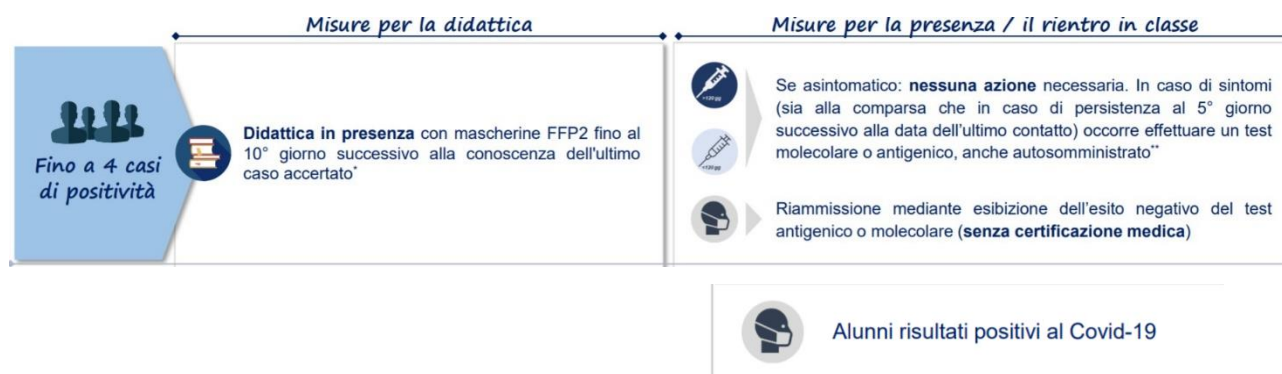 Misure per la didattica
Misure per la presenza / il rientro in classe
Fino a 4 casi
di positività
Didattica in presenza con mascherine FFP2 fino al
10° giorno successivo alla conoscenza dell'ultimo
caso accertato*
Se asintomatico: nessuna azione necessaria. In caso di sintomi
(sia alla comparsa che in caso di persistenza al 5° giorno
successivo alla data dell'ultimo contatto) occorre effettuare un test
molecolare o antigenico, anche autosomministrato**
Riammissione mediante esibizione dell'esito negativo del test
antigenico o molecolare (senza certificazione medica)
Alunni risultati positivi al Covid-19